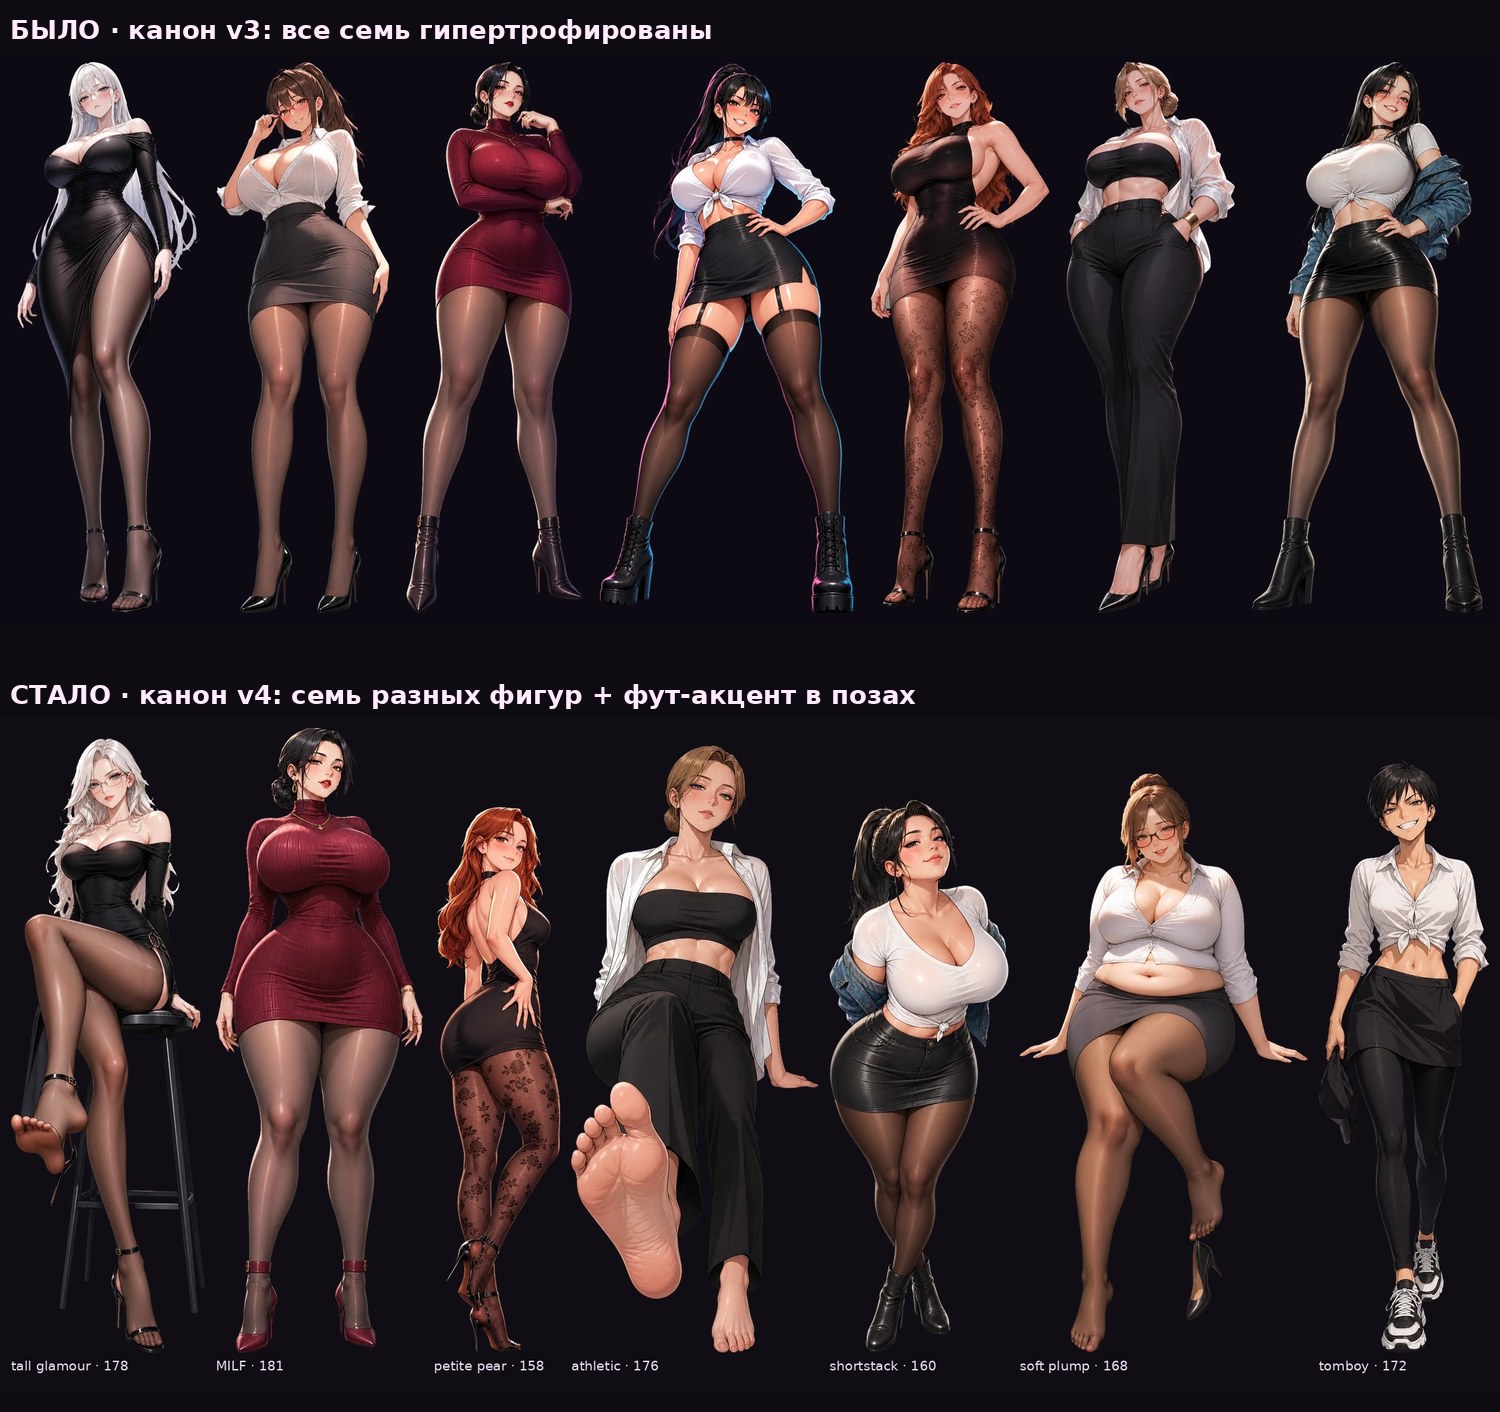 БЫЛО · канон v3: все семь гипертрофированы
СТАЛО · канон v4: семь разных фигур + фут-акцент в позах
tall glamour · 178
MILF · 181
petite pear · 158
athletic · 176
shortstack · 160
soft plump · 168
tomboy · 172